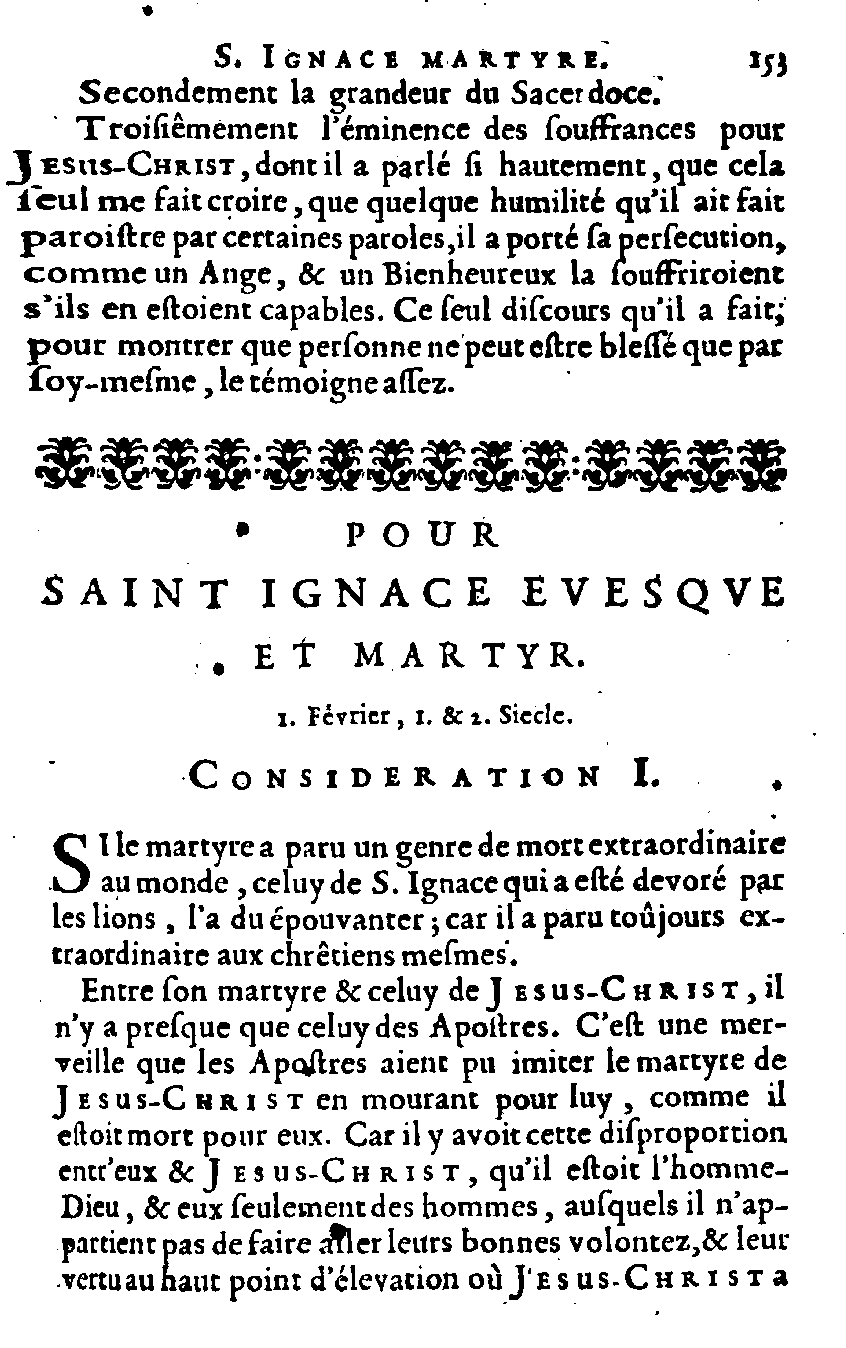 S. IGNACE MARTYRE. 153
Secondement la grandeur du Sacerdoce.
Troiſiêmement l'éminence des ſouffrances pour
JESUS-CHRIST, dont il a parlé ſi hautement, que cela
ſeul me fait croire, que quelque humilité qu'il ait fait
paroiſtre par certaines paroles, il a porté ſa perſecution,
comme un Ange, & un Bienheureux la ſouffriroient
s'ils en eſtoient capables. Ce ſeul diſcours qu'il a fait;
pour montrer que perſonne ne peut eſtre bleſſé que par
ſoy-meſme, le témoigne aſſez.
POUR
SAINT IGNACE EVESQVE
ET MARTYR.
1. Février, 1. & 2. Siecle.
CONSIDERATION I.
SI le martyre a paru un genre de mort extraordinaire
au monde, celuy de S. Ignace qui a eſté devoré par
les lions, l'a du épouvanter; car il a paru toûjours ex-
traordinaire aux chrêtiens meſmes.
Entre ſon martyre & celuy de JESUS-CHRIST, il
n'y a preſque que celuy des Apoſtres. C'eſt une mer-
veille que les Apoſtres aient pu imiter le martyre de
JESUS-CHRIST en mourant pour luy, comme il
eſtoit mort pour eux. Car il y avoit cette diſproportion
entr'eux & JESUS-CHRIST, qu'il eſtoit l'homme-
Dieu, & eux ſeulement des hommes, auſquels il n'ap-
partient pas de faire aller leurs bonnes volontez, & leur
vertu au haut point d'élevation où JESUS-CHRIST a